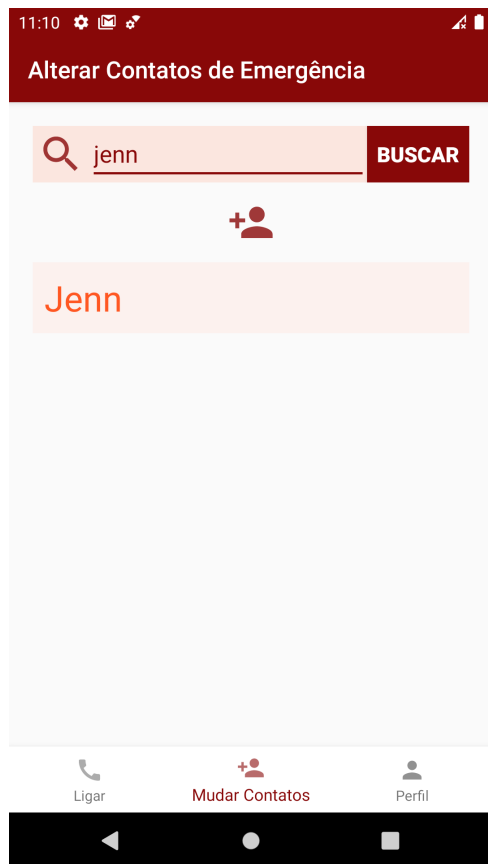 11:10
Alterar Contatos de Emergência
jenn BUSCAR
Jenn
Ligar Mudar Contatos Perfil